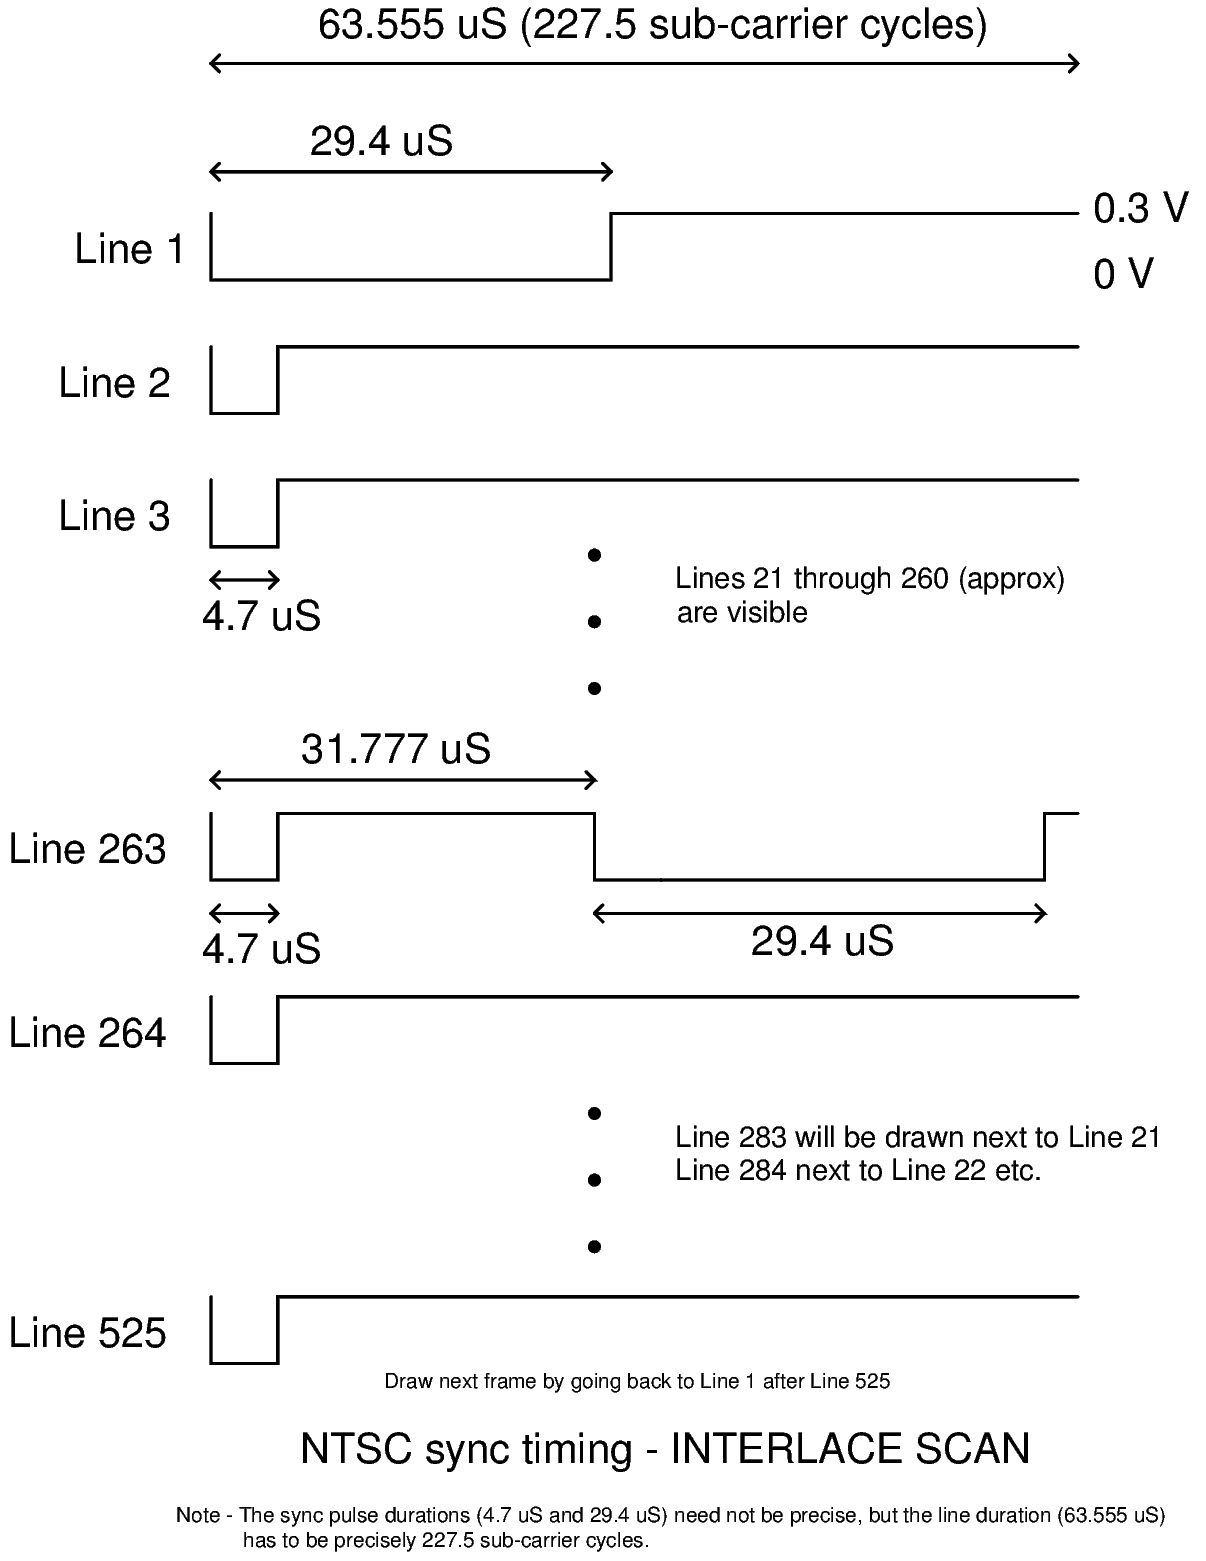 63.555 uS (227.5 sub-carrier cycles)
29.4 uS
0.3 V
Line 1
0 V
Line 2
Line 3
Lines 21 through 260 (approx)
are visible
4.7 uS
31.777 uS
Line 263
4.7 uS
29.4 uS
Line 264
Line 283 will be drawn next to Line 21
Line 284 next to Line 22 etc.
Line 525
Draw next frame by going back to Line 1 after Line 525
NTSC sync timing - INTERLACE SCAN
Note - The sync pulse durations (4.7 uS and 29.4 uS) need not be precise, but the line duration (63.555 uS)
has to be precisely 227.5 sub-carrier cycles.